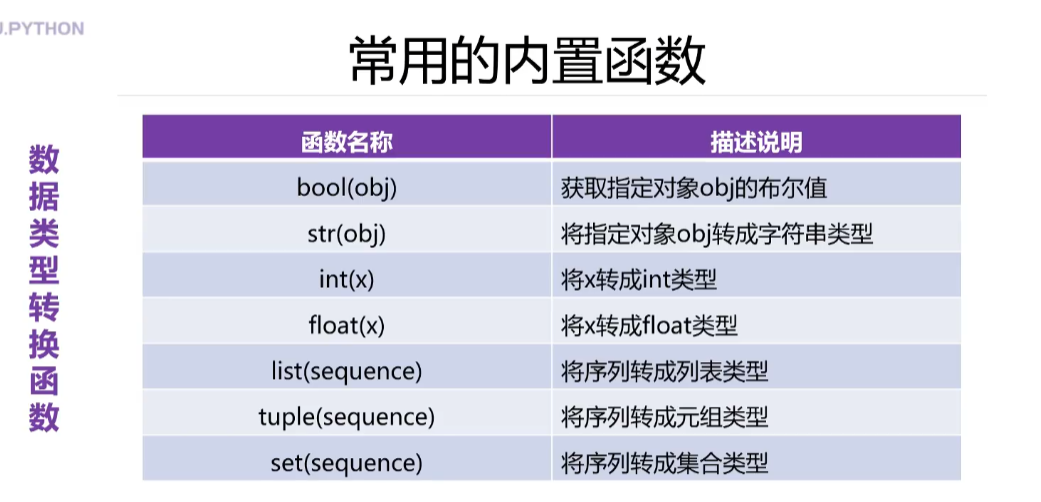 U.PYTHON
常用的内置函数
数据类型转换函数
函数名称 描述说明
bool(obj) 获取指定对象obj的布尔值
str(obj) 将指定对象obj转成字符串类型
int(x) 将x转成int类型
float(x) 将x转成float类型
list(sequence) 将序列转成列表类型
tuple(sequence) 将序列转成元组类型
set(sequence) 将序列转成集合类型